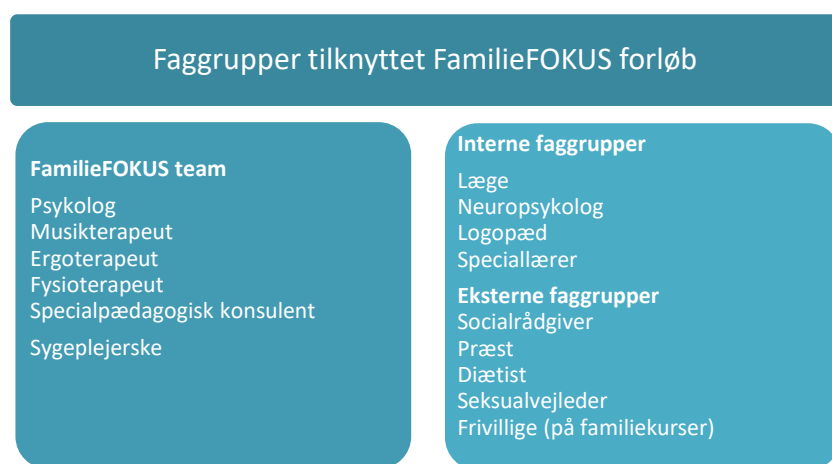 Faggrupper tilknyttet FamilieFOKUS forløb
FamilieFOKUS team
Psykolog
Musikterapeut
Ergoterapeut
Fysioterapeut
Specialpædagogisk konsulent
Sygeplejerske
Interne faggrupper
Læge
Neuropsykolog
Logopæd
Speciallærer
Eksterne faggrupper
Socialrådgiver
Præst
Diætist
Seksualvejleder
Frivillige (på familiekurser)